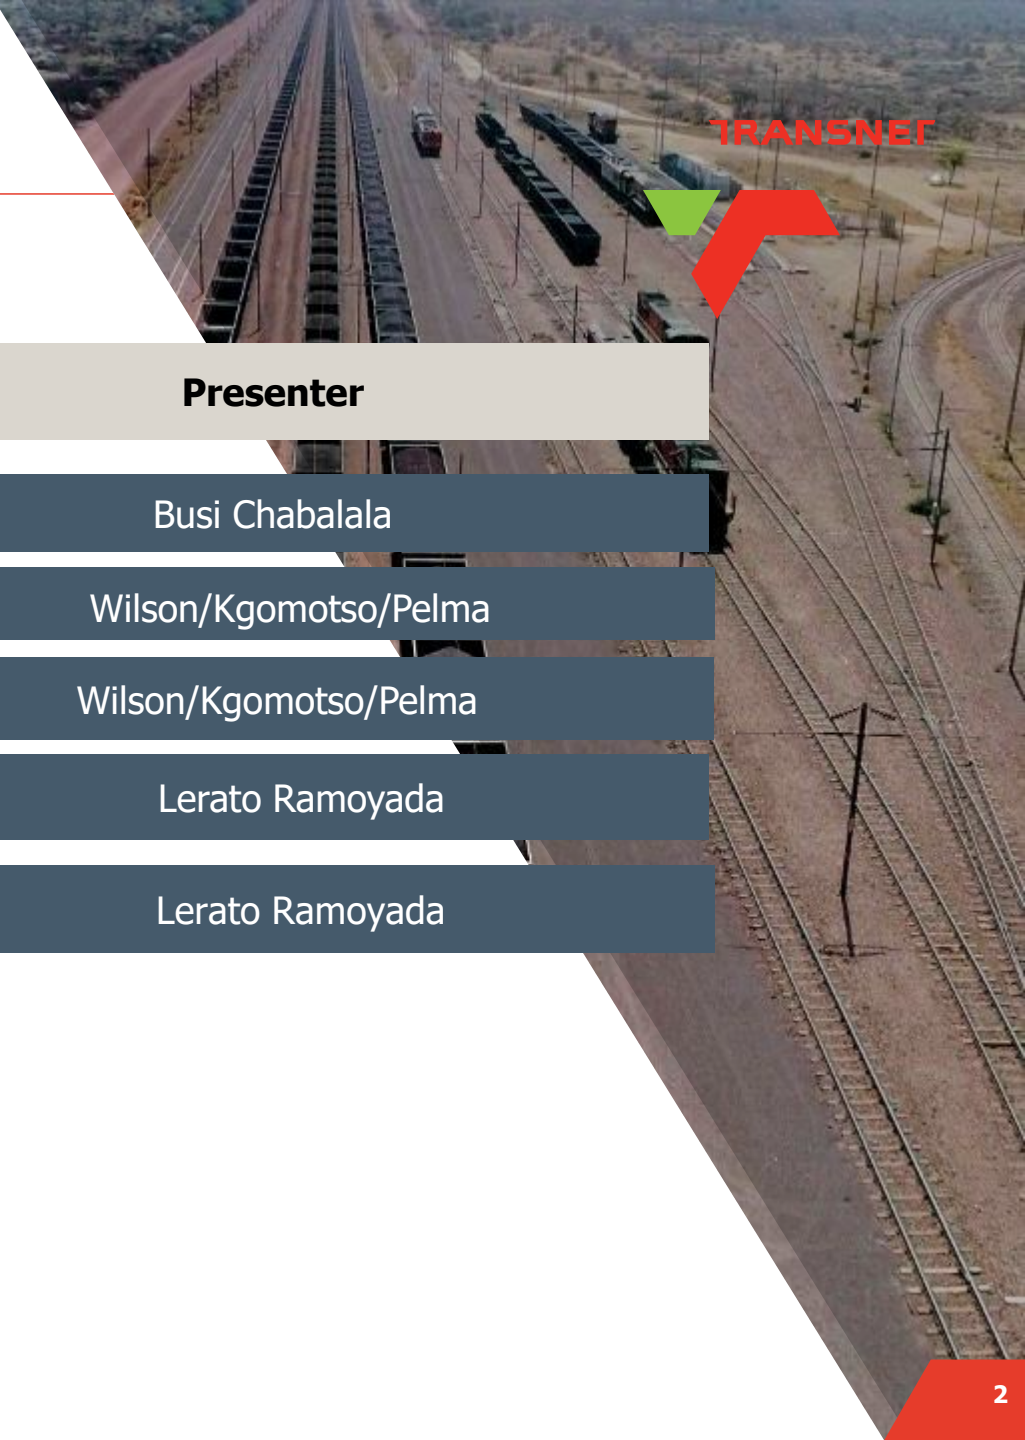 TRANSNET
Presenter
Busi Chabalala
Wilson/Kgomotso/Pelma
Wilson/Kgomotso/Pelma
Lerato Ramoyada
Lerato Ramoyada
2